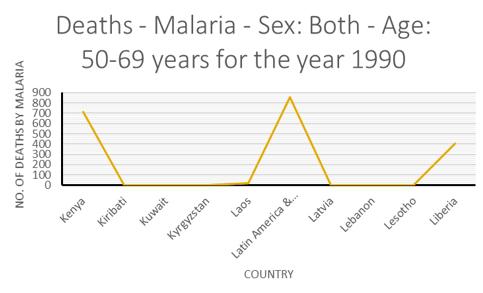 Deaths - Malaria - Sex: Both - Age:
50-69 years for the year 1990
NO. OF DEATHS BY MALARIA
900
800
700
600
500
400
300
200
100
0
Kenya
Kiribati
Kuwait
Kyrgyzstan
Laos
Latin America &...
Latvia
Lebanon
Lesotho
Liberia
COUNTRY